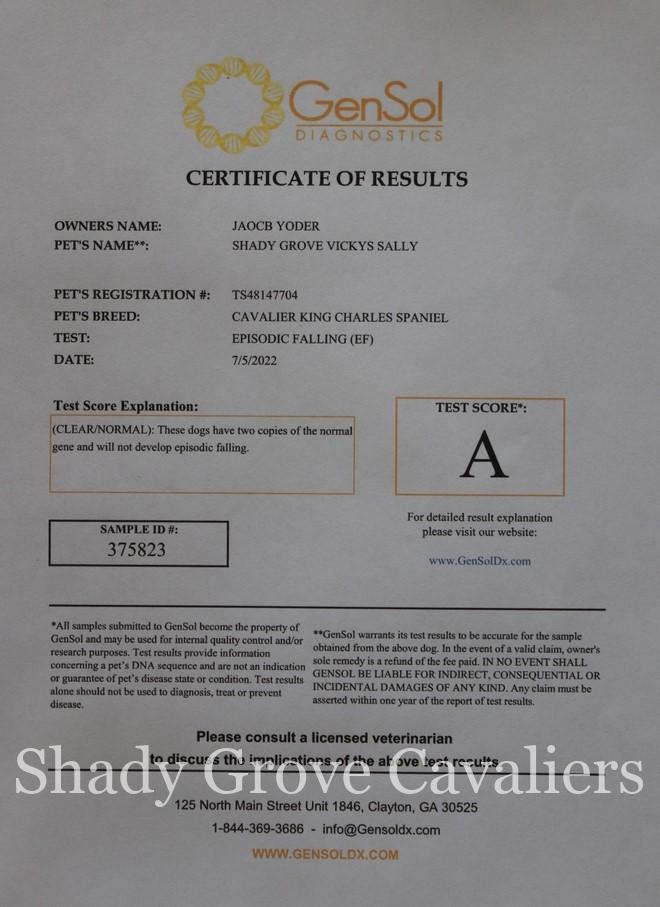 GenSol
DIAGNOSTICS
CERTIFICATE OF RESULTS
OWNERS NAME: JAOCB YODER
PET'S NAME**: SHADY GROVE VICKYS SALLY
PET'S REGISTRATION #: TS48147704
PET'S BREED: CAVALIER KING CHARLES SPANIEL
TEST: EPISODIC FALLING (EF)
DATE: 7/5/2022
Test Score Explanation:
(CLEAR/NORMAL): These dogs have two copies of the normal
gene and will not develop episodic falling.
TEST SCORE*:
A
SAMPLE ID #:
375823
For detailed result explanation
please visit our website:
www.GenSolDx.com
*All samples submitted to GenSol become the property of
GenSol and may be used for internal quality control and/or
research purposes. Test results provide information
concerning a pet's DNA sequence and are not an indication
or guarantee of pet's disease state or condition. Test results
alone should not be used to diagnosis, treat or prevent
disease.
**GenSol warrants its test results to be accurate for the sample
obtained from the above dog. In the event of a valid claim, owner's
sole remedy is a refund of the fee paid. IN NO EVENT SHALL
GENSOL BE LIABLE FOR INDIRECT, CONSEQUENTIAL OR
INCIDENTAL DAMAGES OF ANY KIND. Any claim must be
asserted within one year of the report of test results.
Please consult a licensed veterinarian
to discuss the implications of the above test results
Shady Grove Cavaliers
125 North Main Street Unit 1846, Clayton, GA 30525
1-844-369-3686 - info@Gensoldx.com
WWW.GENSOLDX.COM